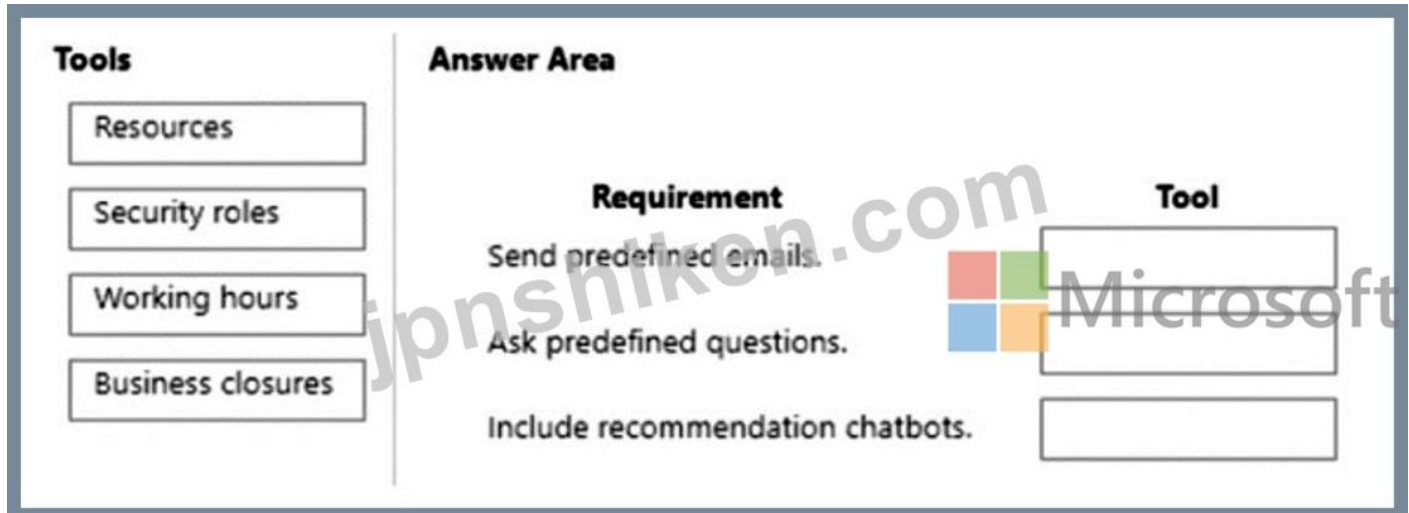 Tools
Resources
Security roles
Working hours
Business closures
Answer Area
Requirement Tool
Send predefined emails.
Ask predefined questions.
Include recommendation chatbots.
jpnshiken.com
Microsoft